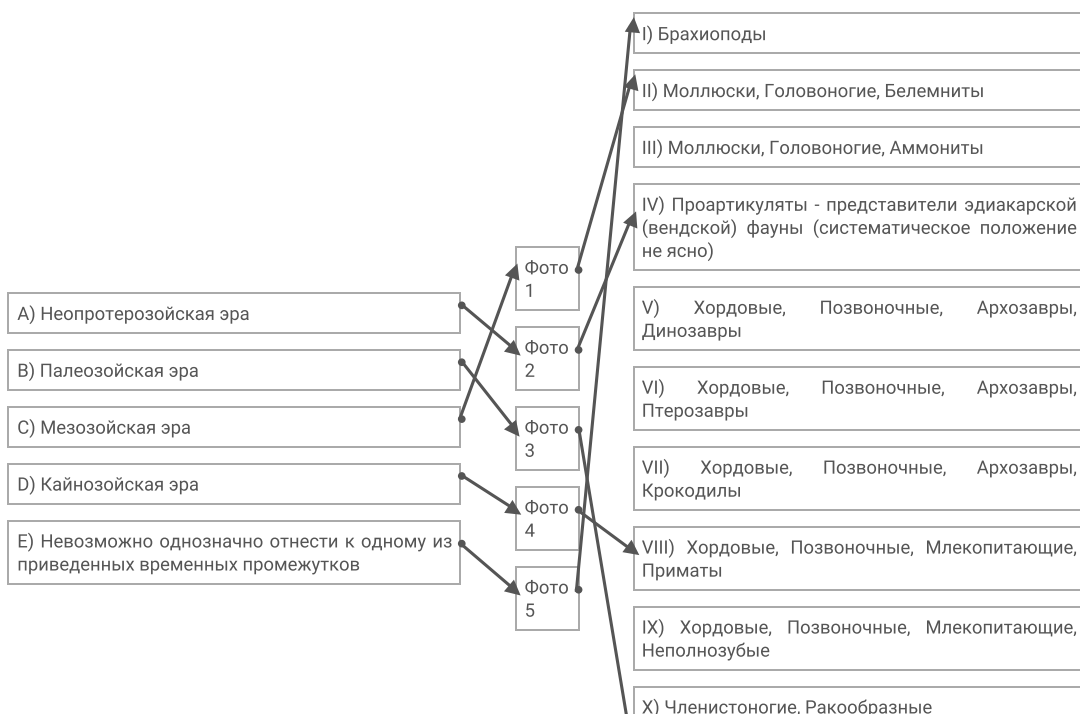 A) Неопротерозойская эра
B) Палеозойская эра
C) Мезозойская эра
D) Кайнозойская эра
E) Невозможно однозначно отнести к одному из
приведенных временных промежутков
Фото
1
Фото
2
Фото
3
Фото
4
Фото
5
I) Брахиоподы
II) Моллюски, Головоногие, Белемниты
III) Моллюски, Головоногие, Аммониты
IV) Проартикуляты - представители эдиакарской
(вендской) фауны (систематическое положение
не ясно)
V) Хордовые, Позвоночные, Архозавры,
Динозавры
VI) Хордовые, Позвоночные, Архозавры,
Птерозавры
VII) Хордовые, Позвоночные, Архозавры,
Крокодилы
VIII) Хордовые, Позвоночные, Млекопитающие,
Приматы
IX) Хордовые, Позвоночные, Млекопитающие,
Неполнозубые
X) Членистоногие, Ракообразные